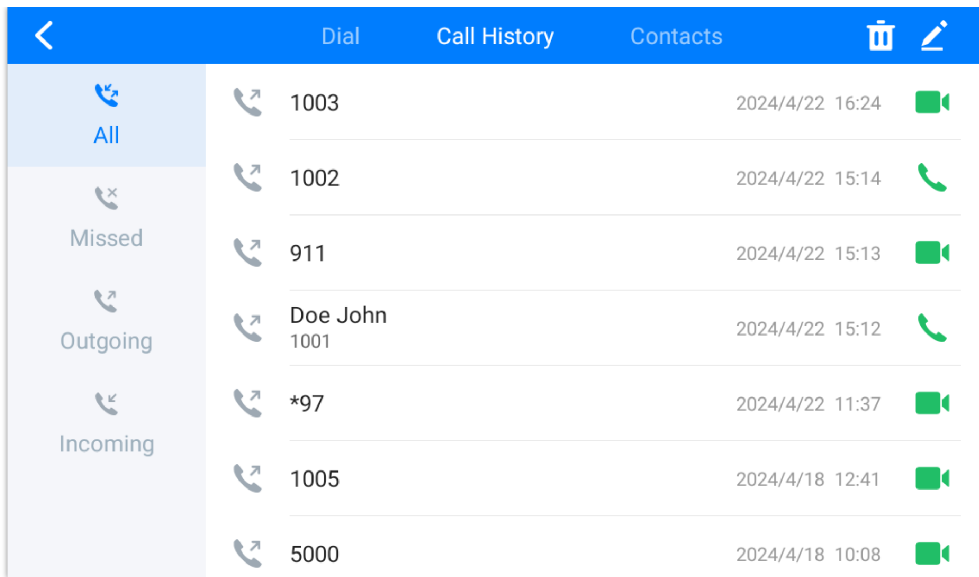 Dial Call History Contacts
All
Missed
Outgoing
Incoming
1003 2024/4/22 16:24
1002 2024/4/22 15:14
911 2024/4/22 15:13
Doe John
1001 2024/4/22 15:12
*97 2024/4/22 11:37
1005 2024/4/18 12:41
5000 2024/4/18 10:08